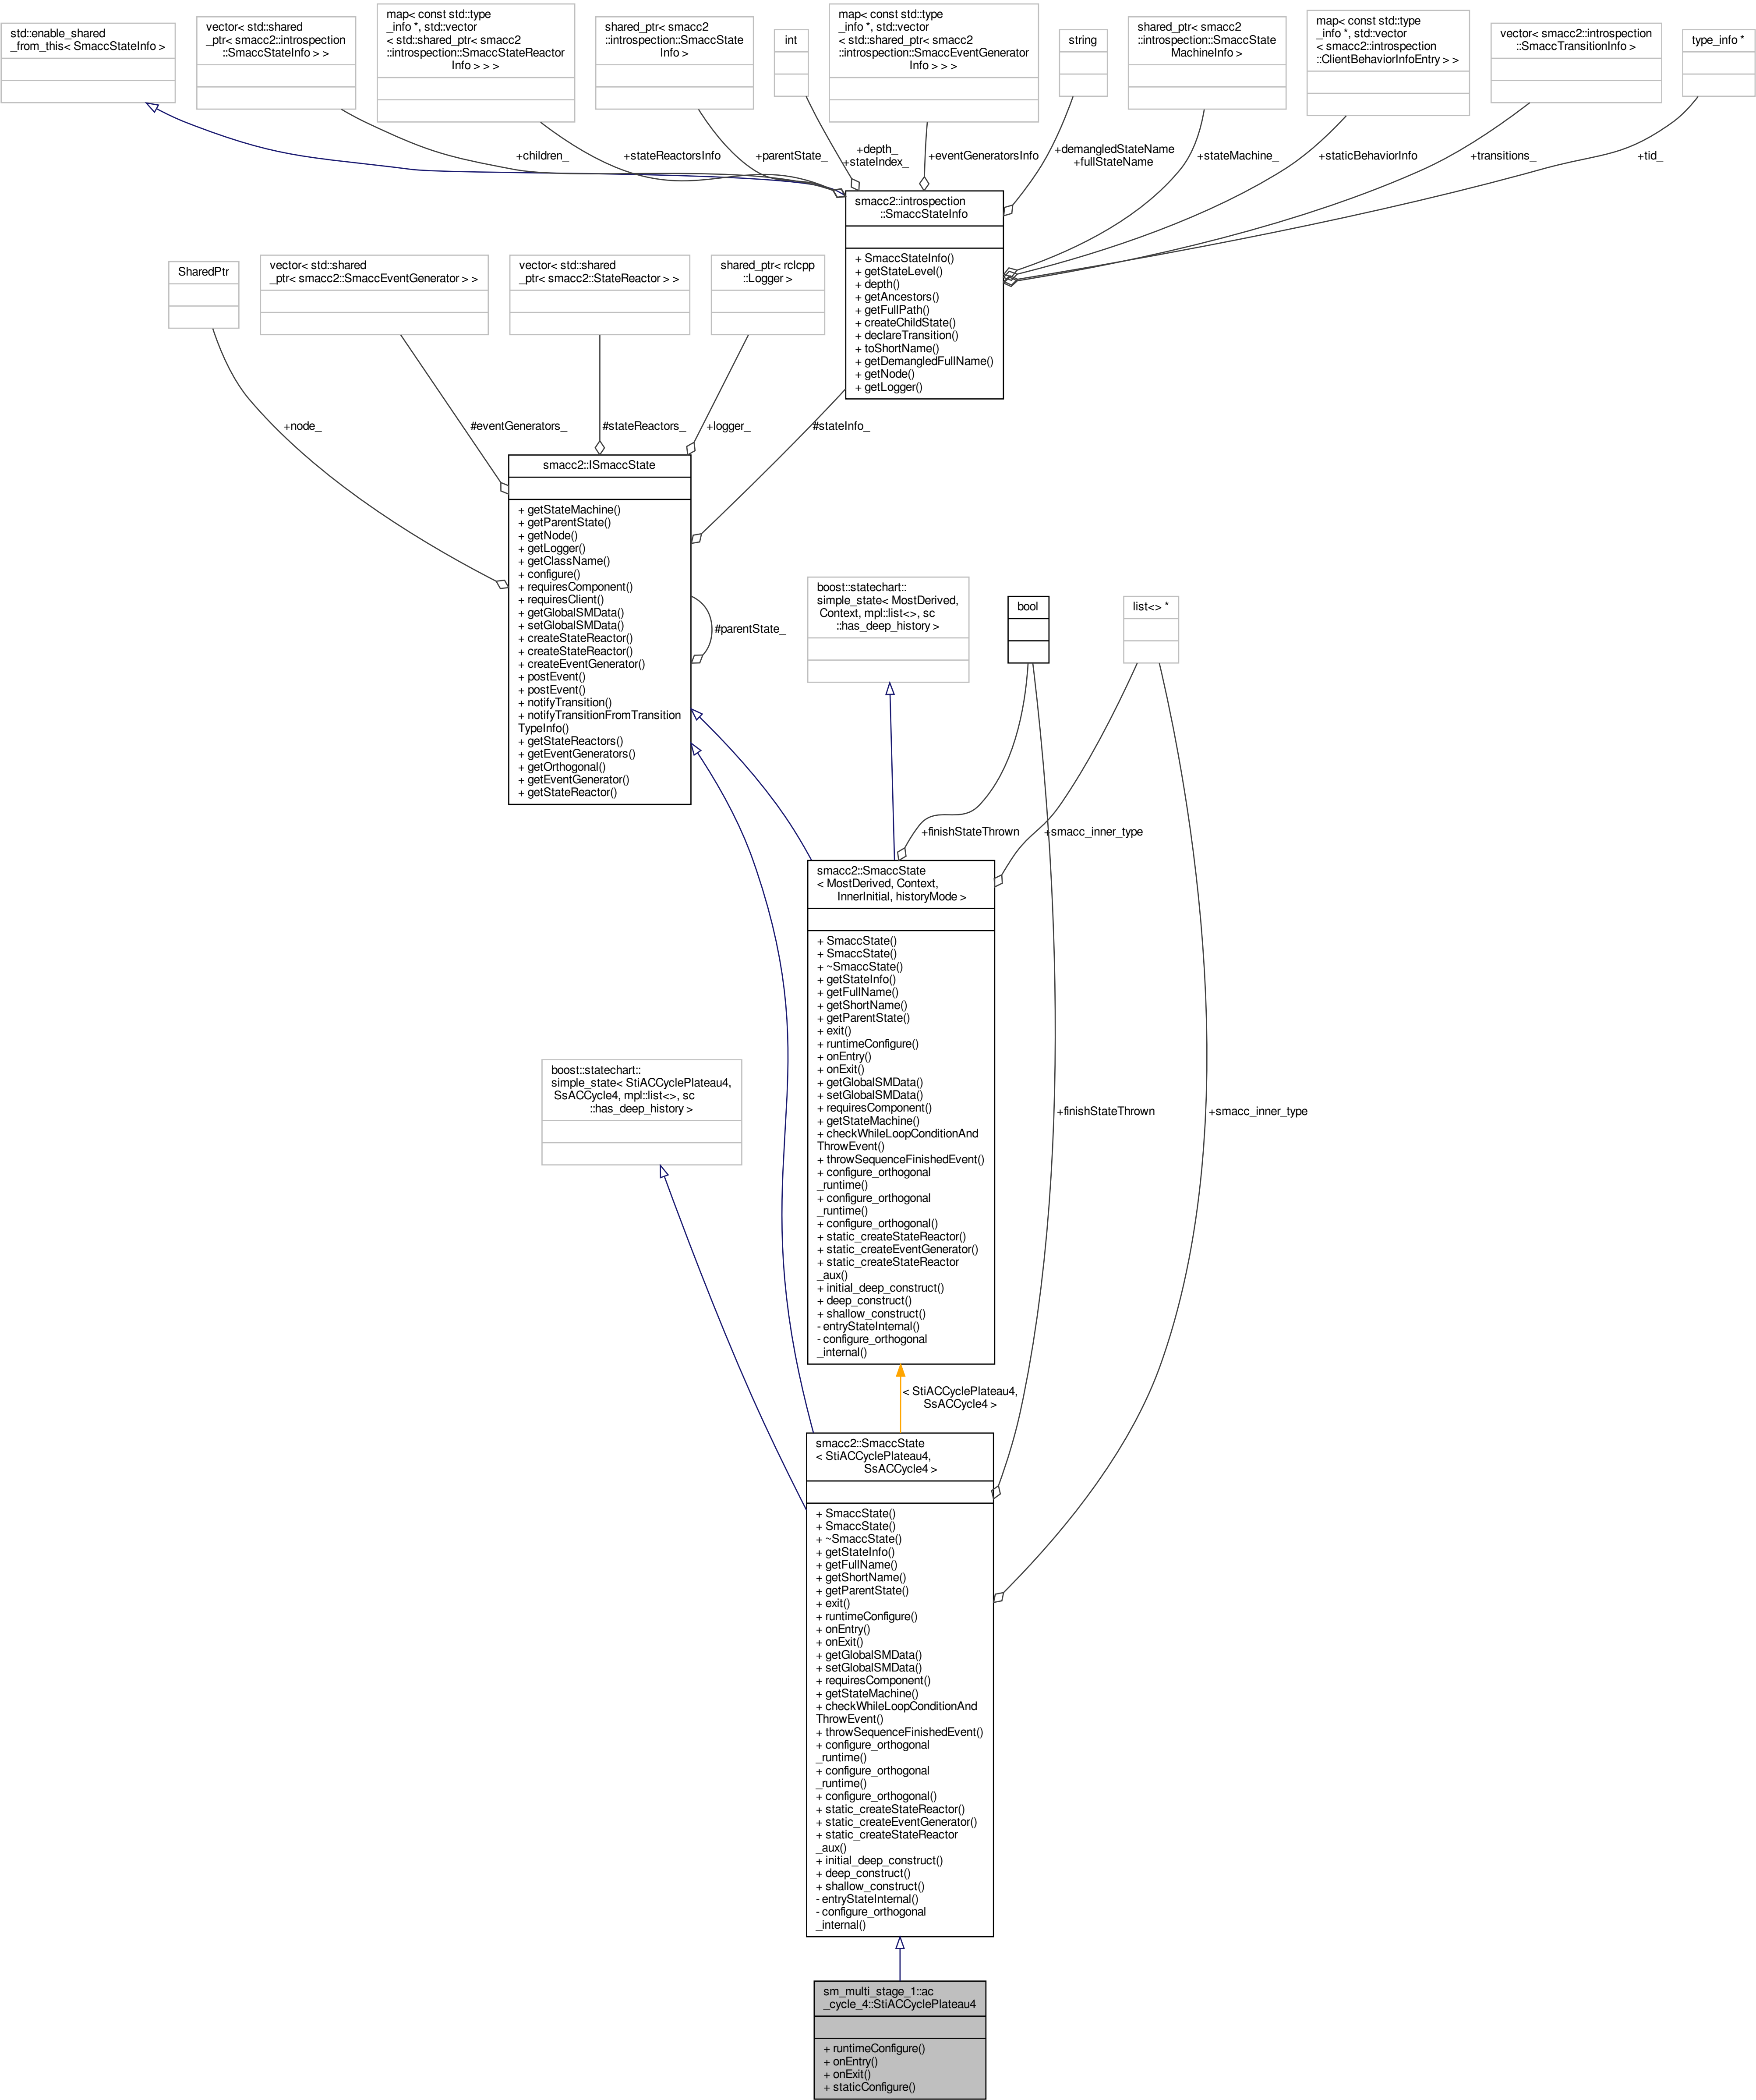 std::enable_shared
_from_this< SmaccStateInfo >
vector< std::shared
_ptr< smacc2::introspection
::SmaccStateInfo > >
map< const std::type
_info *, std::vector
< std::shared_ptr< smacc2
::introspection::SmaccStateReactor
Info > > >
shared_ptr< smacc2
::introspection::SmaccState
Info >
int
map< const std::type
_info *, std::vector
< std::shared_ptr< smacc2
::introspection::SmaccEventGenerator
Info > > >
string
shared_ptr< smacc2
::introspection::SmaccState
MachineInfo >
map< const std::type
_info *, std::vector
< smacc2::introspection
::ClientBehaviorInfoEntry > >
vector< smacc2::introspection
::SmaccTransitionInfo >
type_info *
+children_
+stateReactorsInfo
+parentState_
+depth_
+stateIndex_
+eventGeneratorsInfo
+demangledStateName
+fullStateName
+stateMachine_
+staticBehaviorInfo
+transitions_
+tid_
smacc2::introspection
::SmaccStateInfo
+ SmaccStateInfo()
+ getStateLevel()
+ depth()
+ getAncestors()
+ getFullPath()
+ createChildState()
+ declareTransition()
+ toShortName()
+ getDemangledFullName()
+ getNode()
+ getLogger()
SharedPtr
vector< std::shared
_ptr< smacc2::SmaccEventGenerator > >
vector< std::shared
_ptr< smacc2::StateReactor > >
shared_ptr< rclcpp
::Logger >
+node_
#eventGenerators_
#stateReactors_
+logger_
#stateInfo_
smacc2::ISmaccState
+ getStateMachine()
+ getParentState()
+ getNode()
+ getLogger()
+ getClassName()
+ configure()
+ requiresComponent()
+ requiresClient()
+ getGlobalSMData()
+ setGlobalSMData()
+ createStateReactor()
+ createStateReactor()
+ createEventGenerator()
+ postEvent()
+ postEvent()
+ notifyTransition()
+ notifyTransitionFromTransition
TypeInfo()
+ getStateReactors()
+ getEventGenerators()
+ getOrthogonal()
+ getEventGenerator()
+ getStateReactor()
#parentState_
boost::statechart::
simple_state< MostDerived,
Context, mpl::list<>, sc
::has_deep_history >
bool
list<> *
+finishStateThrown
+smacc_inner_type
smacc2::SmaccState
< MostDerived, Context,
InnerInitial, historyMode >
+ SmaccState()
+ SmaccState()
+ ~SmaccState()
+ getStateInfo()
+ getFullName()
+ getShortName()
+ getParentState()
+ exit()
+ runtimeConfigure()
+ onEntry()
+ onExit()
+ getGlobalSMData()
+ setGlobalSMData()
+ requiresComponent()
+ getStateMachine()
+ checkWhileLoopConditionAnd
ThrowEvent()
+ throwSequenceFinishedEvent()
+ configure_orthogonal
_runtime()
+ configure_orthogonal
_runtime()
+ configure_orthogonal()
+ static_createStateReactor()
+ static_createEventGenerator()
+ static_createStateReactor
_aux()
+ initial_deep_construct()
+ deep_construct()
+ shallow_construct()
- entryStateInternal()
- configure_orthogonal
_internal()
boost::statechart::
simple_state< StiACCyclePlateau4,
SsACCycle4, mpl::list<>, sc
::has_deep_history >
+finishStateThrown
+smacc_inner_type
< StiACCyclePlateau4,
SsACCycle4 >
smacc2::SmaccState
< StiACCyclePlateau4,
SsACCycle4 >
+ SmaccState()
+ SmaccState()
+ ~SmaccState()
+ getStateInfo()
+ getFullName()
+ getShortName()
+ getParentState()
+ exit()
+ runtimeConfigure()
+ onEntry()
+ onExit()
+ getGlobalSMData()
+ setGlobalSMData()
+ requiresComponent()
+ getStateMachine()
+ checkWhileLoopConditionAnd
ThrowEvent()
+ throwSequenceFinishedEvent()
+ configure_orthogonal
_runtime()
+ configure_orthogonal
_runtime()
+ configure_orthogonal()
+ static_createStateReactor()
+ static_createEventGenerator()
+ static_createStateReactor
_aux()
+ initial_deep_construct()
+ deep_construct()
+ shallow_construct()
- entryStateInternal()
- configure_orthogonal
_internal()
sm_multi_stage_1::ac
_cycle_4::StiACCyclePlateau4
+ runtimeConfigure()
+ onEntry()
+ onExit()
+ staticConfigure()